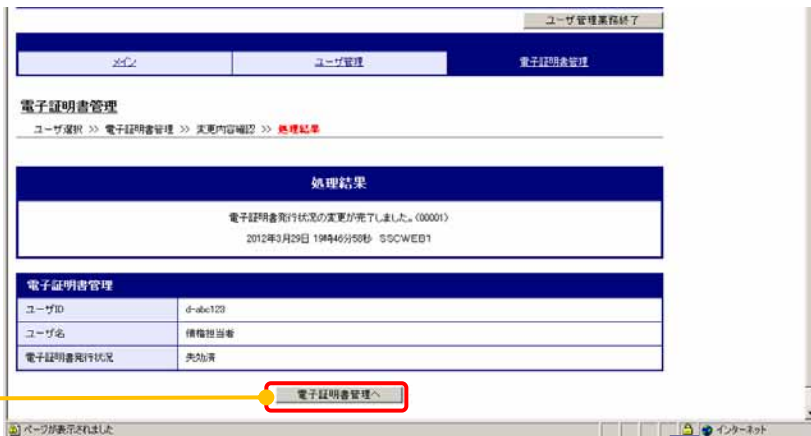 ユーザ管理業務終了
メイン ユーザ管理 電子証明書管理
電子証明書管理
ユーザ選択 >> 電子証明書管理 >> 変更内容確認 >> 処理結果
処理結果
電子証明書発行状況の変更が完了しました。(00001)
2012年3月29日 19時46分50秒 SSCWEB1
電子証明書管理
ユーザID d-abc123
ユーザ名 債権担当者
電子証明書発行状況 失効済
電子証明書管理へ
ページが表示されました インターネット